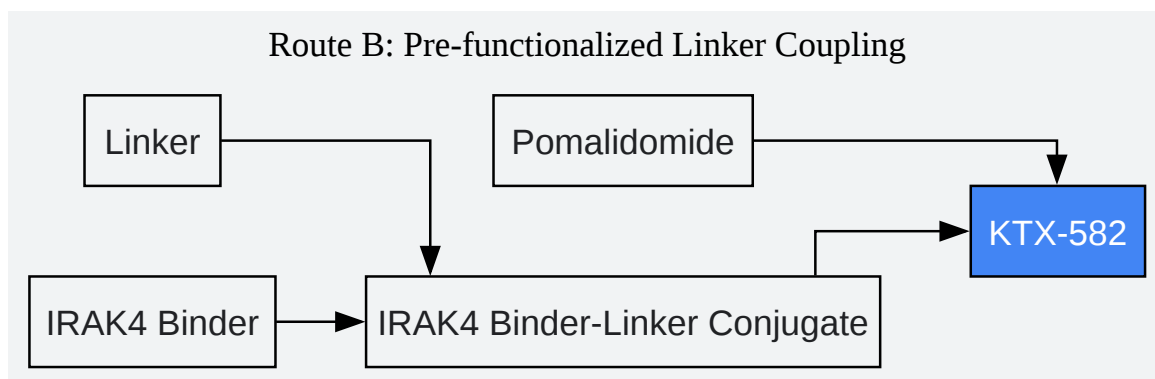 Route B: Pre-functionalized Linker Coupling
Linker
Pomalidomide
KTX-582
IRAK4 Binder
IRAK4 Binder-Linker Conjugate